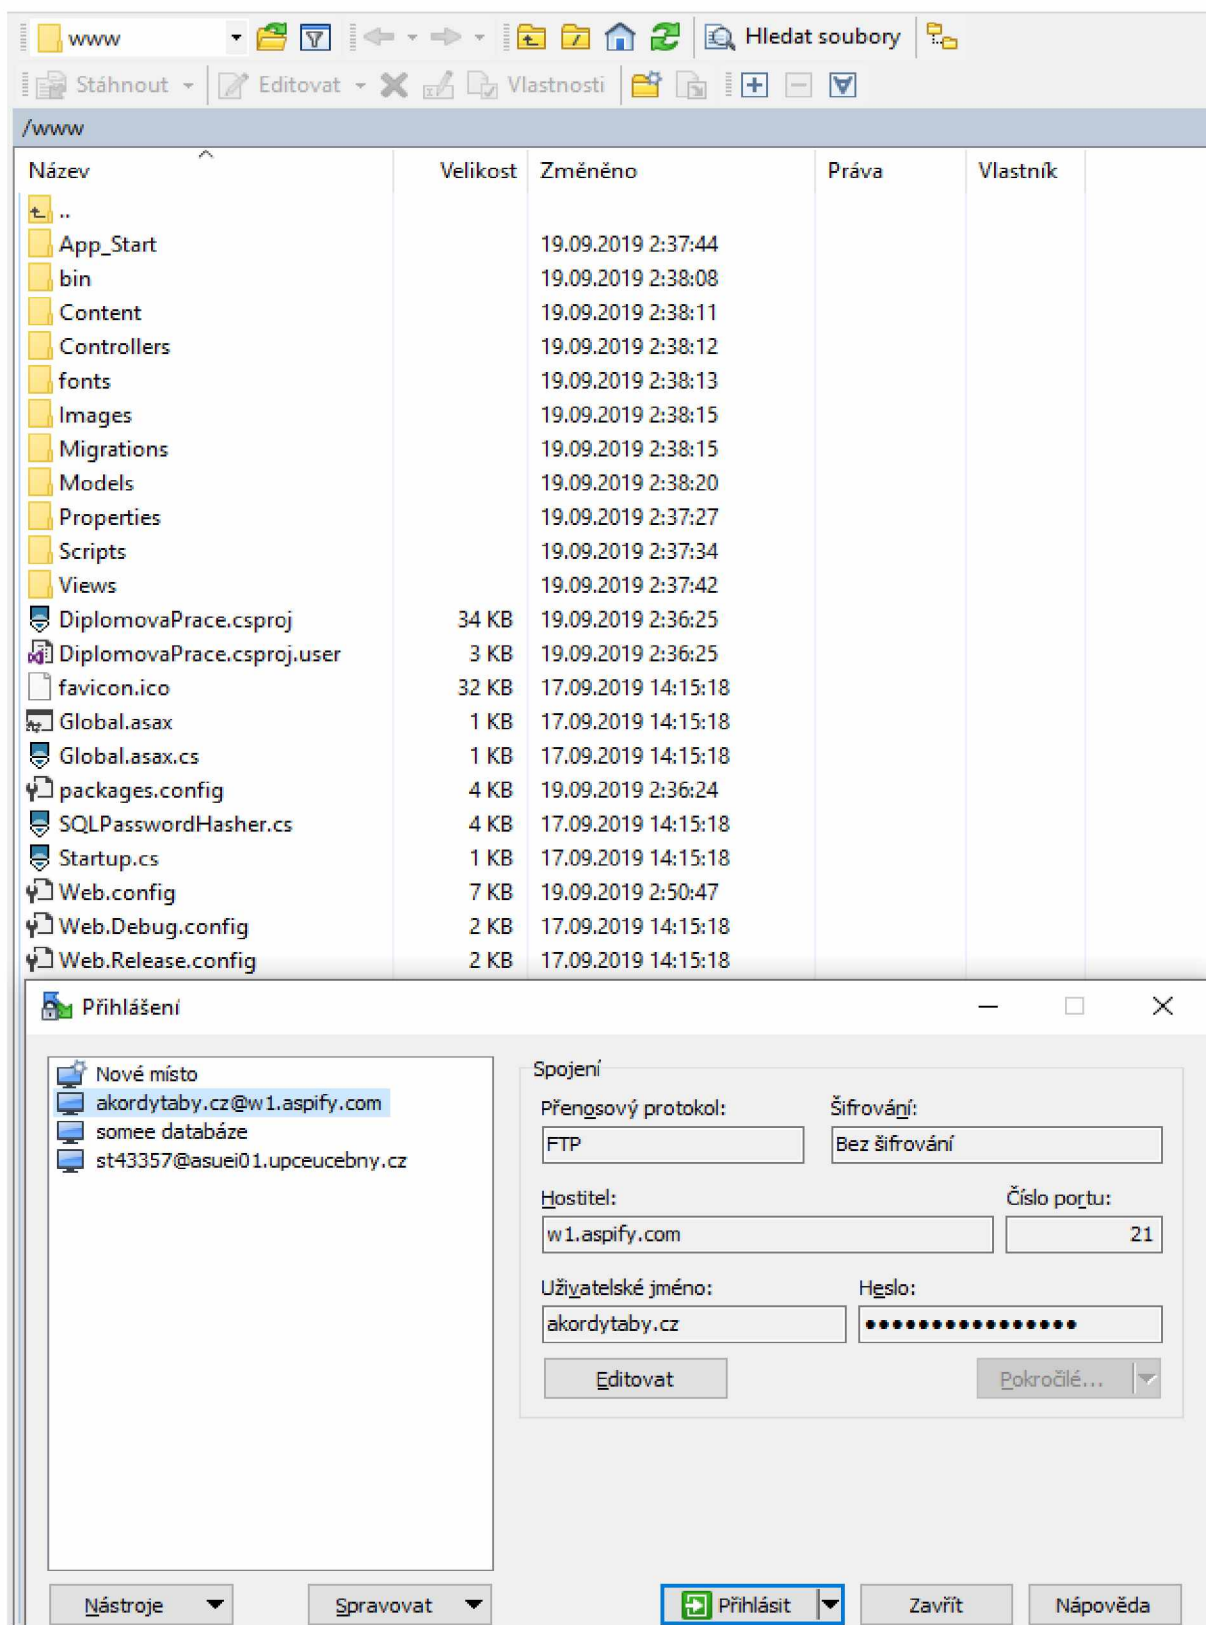 www Hledat soubory
Stáhnout Editovat Vlastnosti
/www
Název Velikost Změněno Práva Vlastník
..
App_Start 19.09.2019 2:37:44
bin 19.09.2019 2:38:08
Content 19.09.2019 2:38:11
Controllers 19.09.2019 2:38:12
fonts 19.09.2019 2:38:13
Images 19.09.2019 2:38:15
Migrations 19.09.2019 2:38:15
Models 19.09.2019 2:38:20
Properties 19.09.2019 2:37:27
Scripts 19.09.2019 2:37:34
Views 19.09.2019 2:37:42
DiplomovaPrace.csproj 34 KB 19.09.2019 2:36:25
DiplomovaPrace.csproj.user 3 KB 19.09.2019 2:36:25
favicon.ico 32 KB 17.09.2019 14:15:18
Global.asax 1 KB 17.09.2019 14:15:18
Global.asax.cs 1 KB 17.09.2019 14:15:18
packages.config 4 KB 19.09.2019 2:36:24
SQLPasswordHasher.cs 4 KB 17.09.2019 14:15:18
Startup.cs 1 KB 17.09.2019 14:15:18
Web.config 7 KB 19.09.2019 2:50:47
Web.Debug.config 2 KB 17.09.2019 14:15:18
Web.Release.config 2 KB 17.09.2019 14:15:18
Přihlášení
Nové místo
akordytaby.cz@w1.aspify.com
somee databáze
st43357@asuei01.upceucebny.cz
Spojení
Přenosový protokol: Šifrování:
FTP Bez šifrování
Hostitel: Číslo portu:
w1.aspify.com 21
Uživatelské jméno: Heslo:
akordytaby.cz ••••••••••••••••
Editovat Pokročilé...
Nástroje Spravovat Přihlásit Zavřít Nápověda